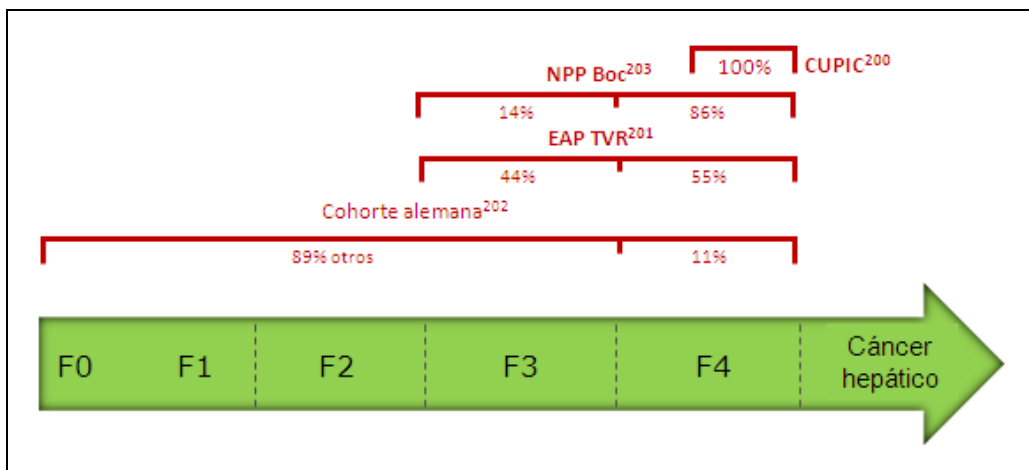 100% CUPIC200
NPP Boc203
14% 86%
EAP TVR201
44% 55%
Cohorte alemana202
89% otros 11%
F0 F1 F2 F3 F4 Cáncer
hepático